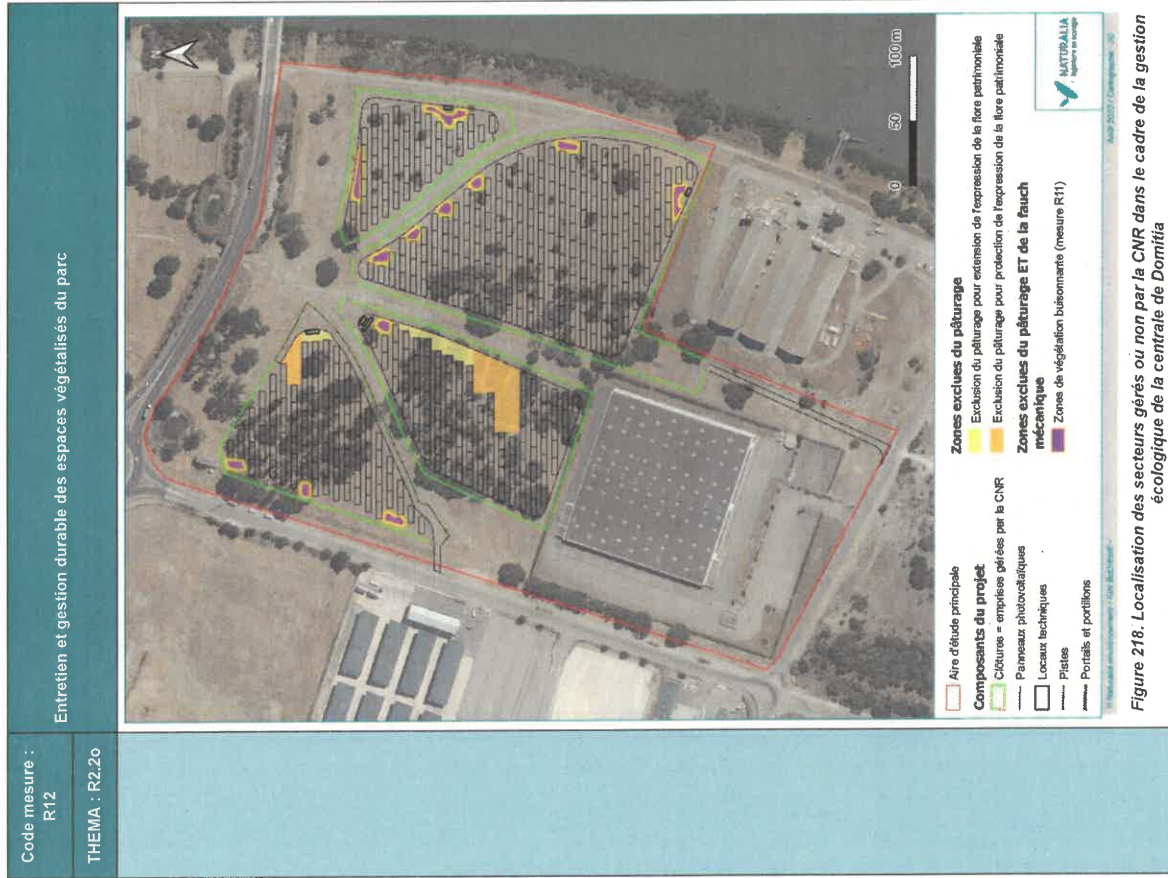 Code mesure :
R12
Entretien et gestion durable des espaces végétalisés du parc
THEMA : R2.2o
0 50 100 m
Aire d'étude principale
Composants du projet
Clôtures = emprises gérées par la CNR
Panneaux photovoltaïques
Locaux techniques
Pistes
Portails et portillons
Zones exclues du pâturage
Exclusion du pâturage pour extension de l'expression de la flore patrimoniale
Exclusion du pâturage pour protection de l'expression de la flore patrimoniale
Zones exclues du pâturage ET de la fauch
mécanique
Zones de végétation buisonnante (mesure R11)
NATURALIA
Ingénierie en écologie
Figure 218. Localisation des secteurs gérés ou non par la CNR dans le cadre de la gestion
écologique de la centrale de Domitia